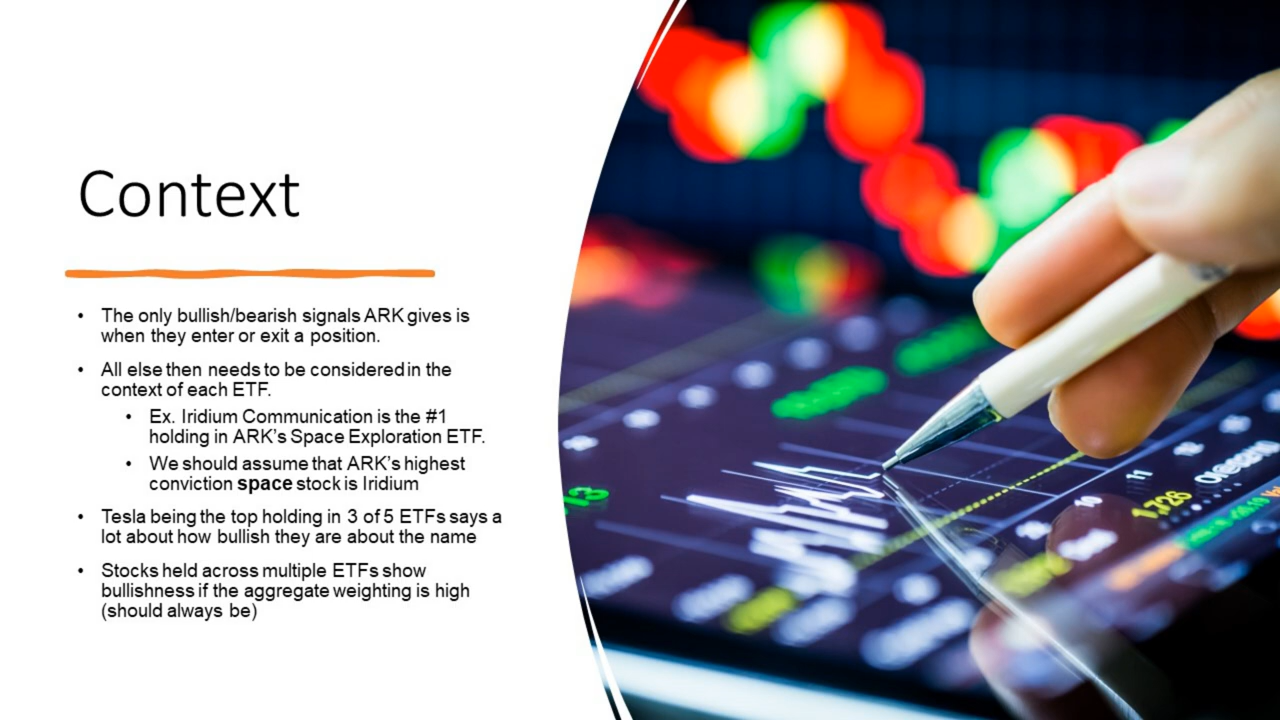 Context
• The only bullish/bearish signals ARK gives is
when they enter or exit a position.
• All else then needs to be considered in the
context of each ETF.
• Ex. Iridium Communication is the #1
holding in ARK's Space Exploration ETF.
• We should assume that ARK's highest
conviction space stock is Iridium
• Tesla being the top holding in 3 of 5 ETFs says a
lot about how bullish they are about the name
• Stocks held across multiple ETFs show
bullishness if the aggregate weighting is high
(should always be)
11
10
1,726